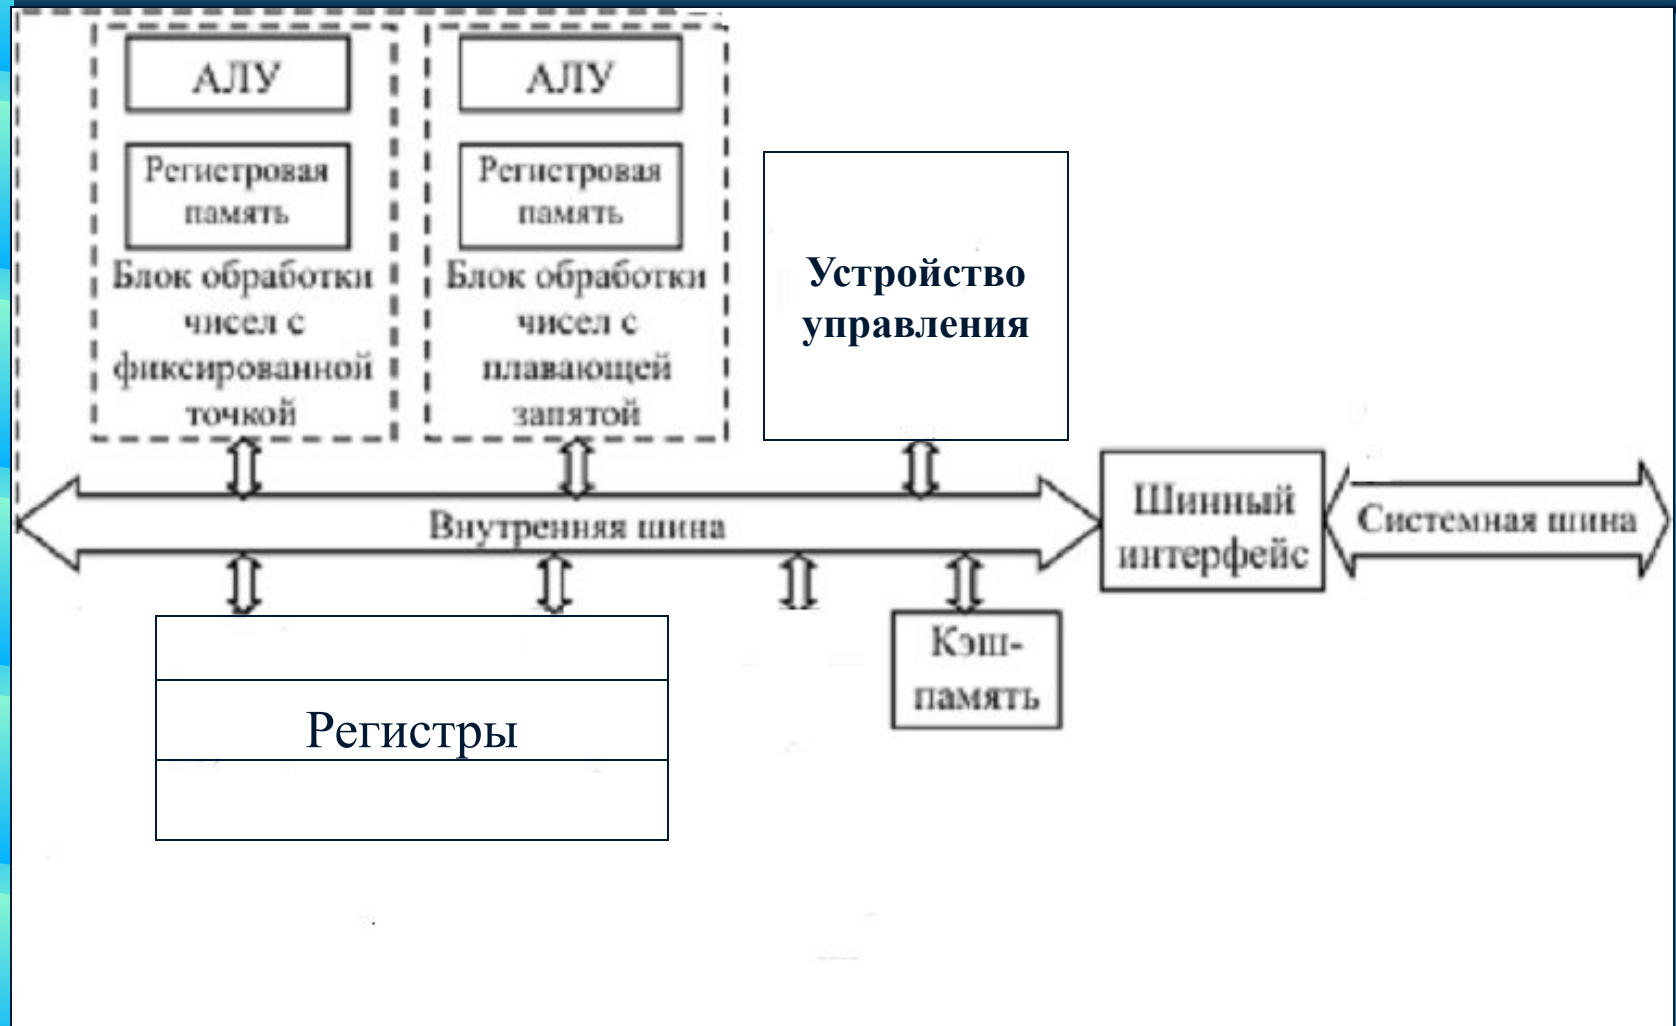 АЛУ
Регистровая
память
Блок обработки
чисел с
фиксированной
точкой
АЛУ
Регистровая
память
Блок обработки
чисел с
плавающей
запятой
Устройство
управления
Внутренняя шина
Шинный
интерфейс
Системная шина
Регистры
Кэш-
память